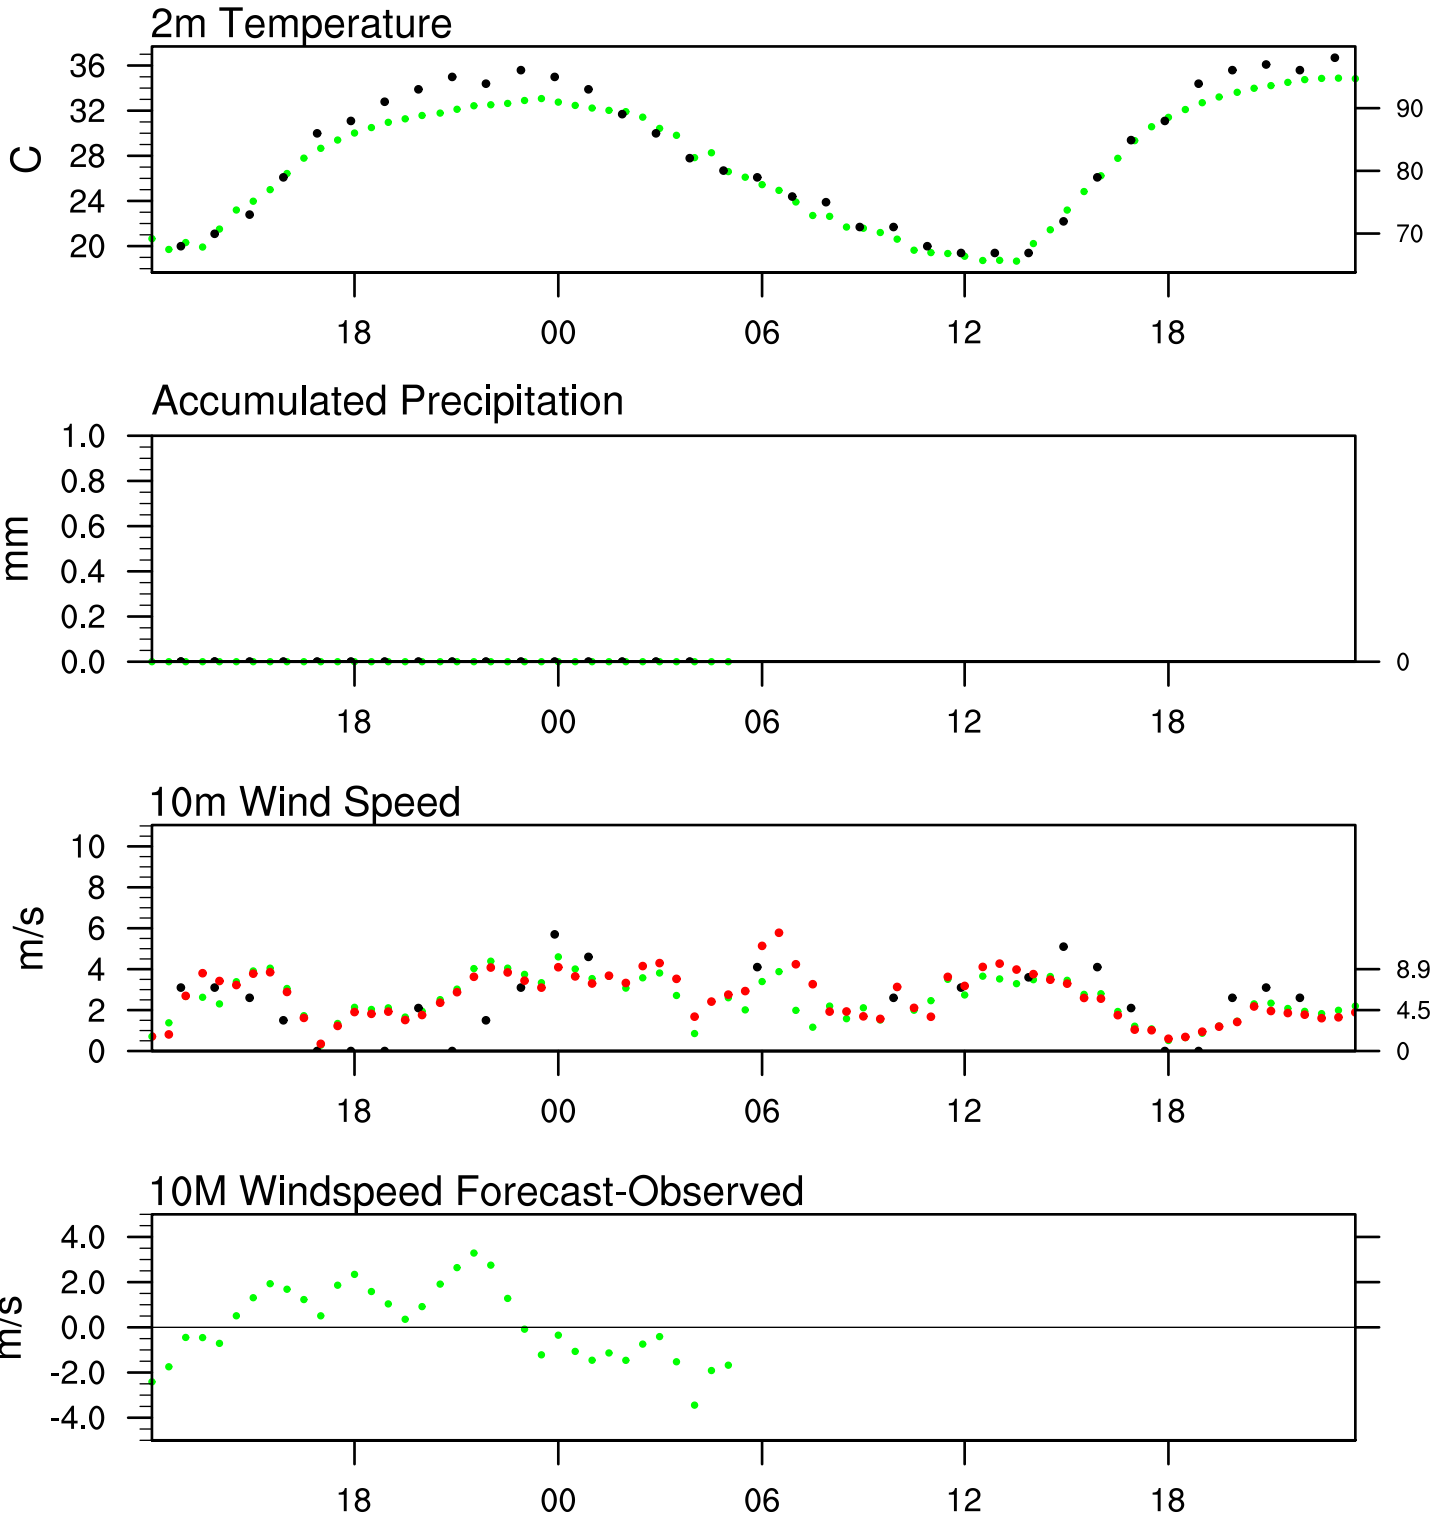 2m Temperature
36
32
28
24
20
C
90
80
70
18 00 06 12 18
Accumulated Precipitation
1.0
0.8
0.6
0.4
0.2
0.0
mm
0
18 00 06 12 18
10m Wind Speed
10
8
6
4
2
0
m/s
8.9
4.5
0
18 00 06 12 18
10M Windspeed Forecast-Observed
4.0
2.0
0.0
-2.0
-4.0
m/s
18 00 06 12 18